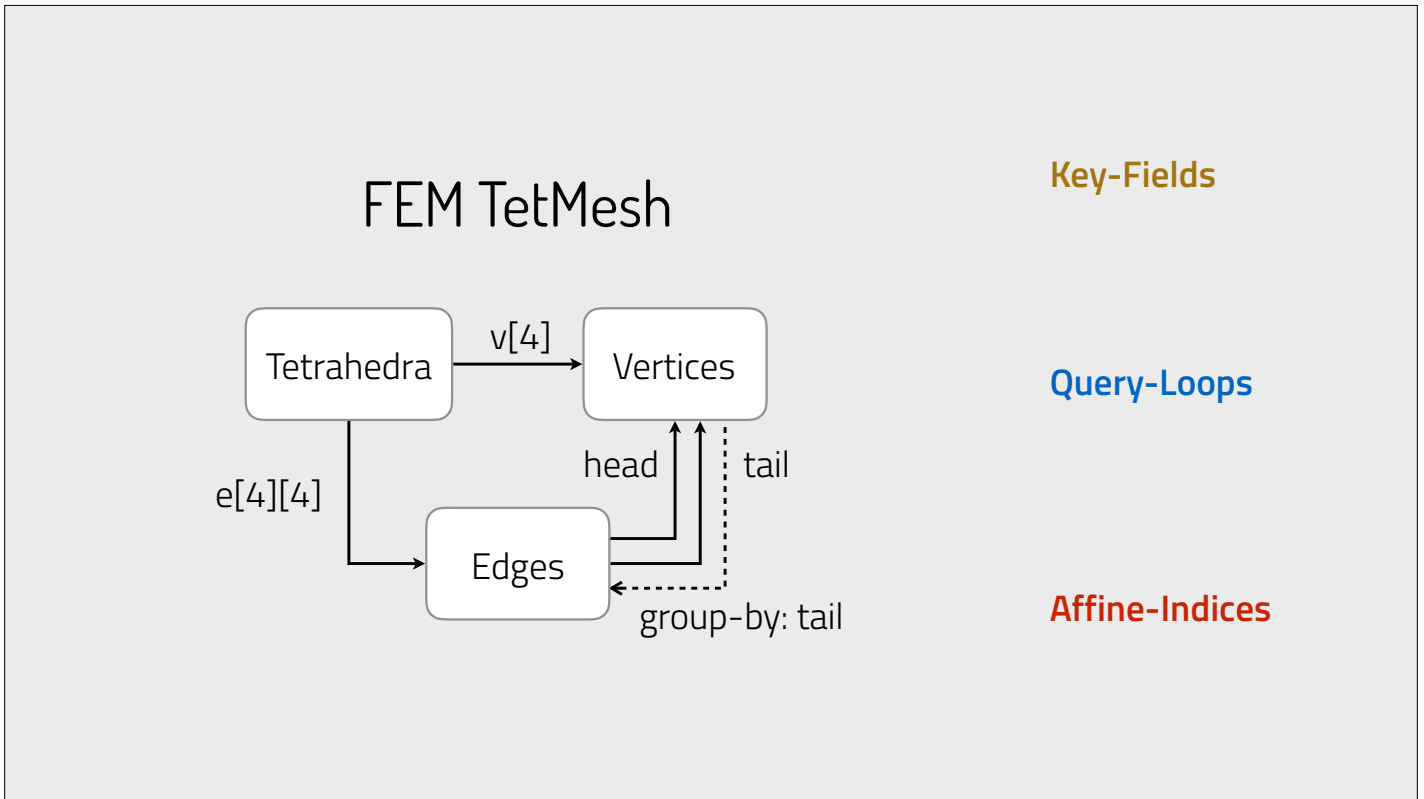 FEM TetMesh
Tetrahedra
v[4]
Vertices
head
tail
e[4][4]
Edges
group-by: tail
Key-Fields
Query-Loops
Affine-Indices